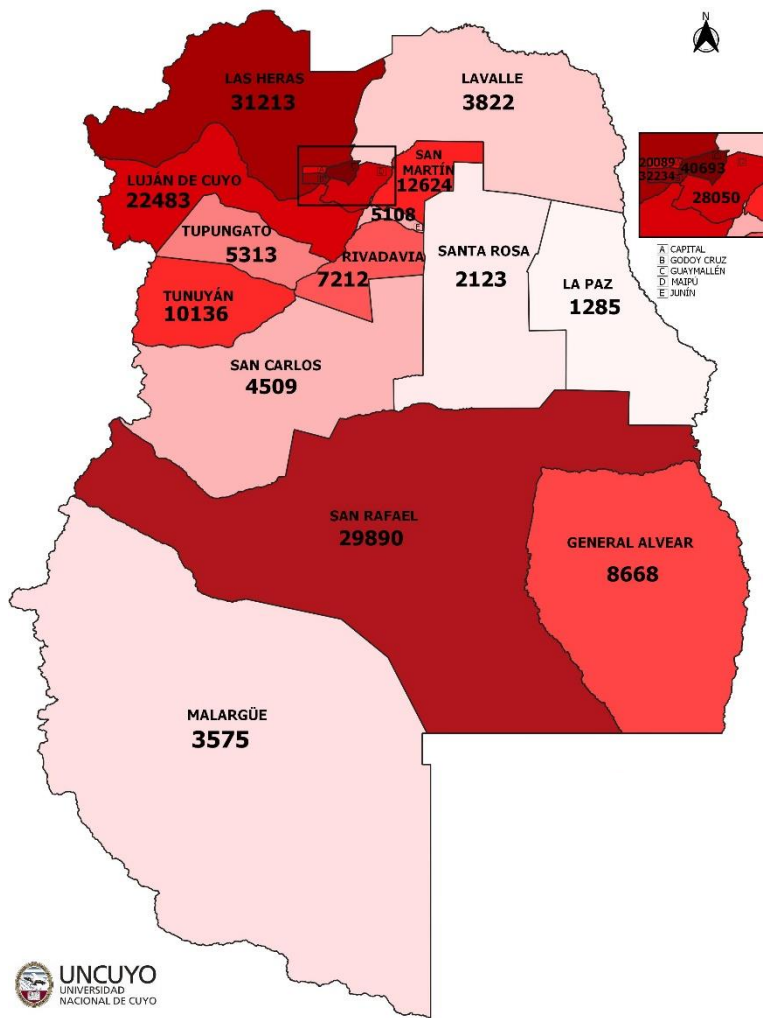 N
LAS HERAS
31213
LAVALLE
3822
SAN
MARTÍN
12624
20089
32234
40693
28050
LUJÁN DE CUYO
22483
5108
TUPUNGATO
5313
RIVADAVIA
7212
SANTA ROSA
2123
LA PAZ
1285
A CAPITAL
B GODOY CRUZ
C GUAYMALLÉN
D MAIPÚ
E JUNÍN
TUNUYÁN
10136
SAN CARLOS
4509
SAN RAFAEL
29890
GENERAL ALVEAR
8668
MALARGÜE
3575
UNCUYO
UNIVERSIDAD
NACIONAL DE CUYO